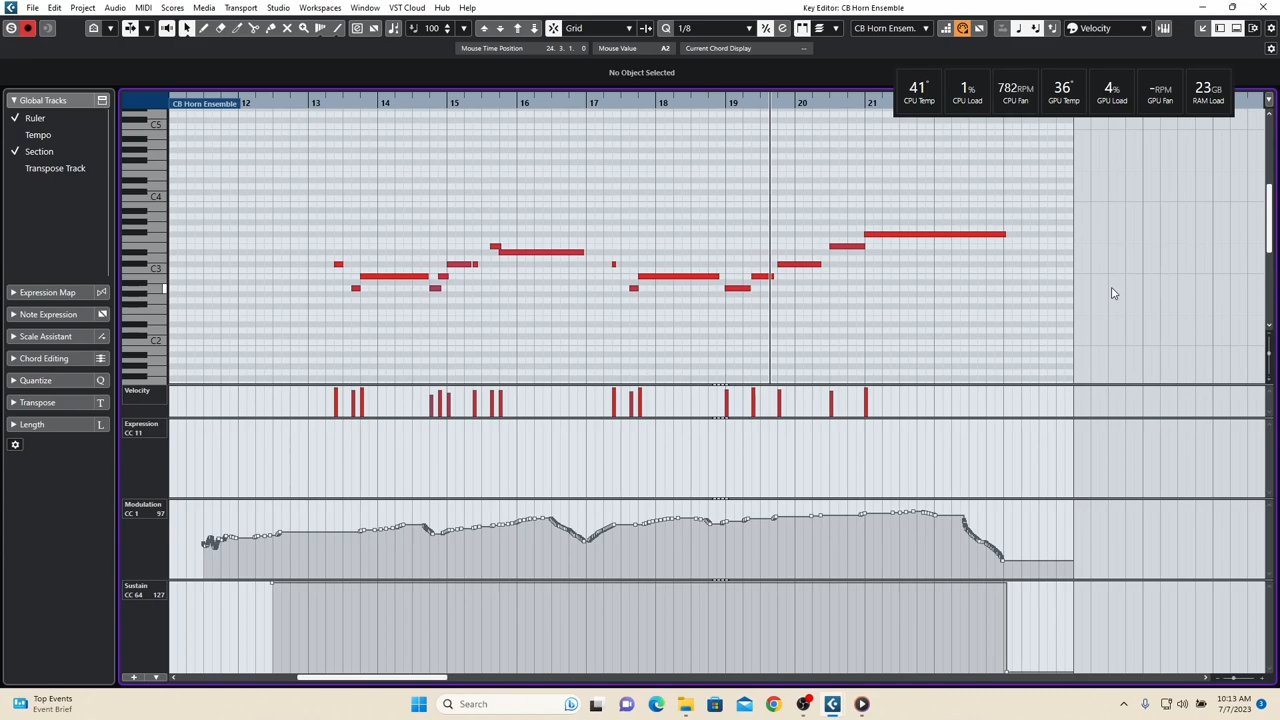 File Edit Project Audio MIDI Scores Media Transport Studio Workspaces Window VST Cloud Hub Help
Key Editor: CB Horn Ensemble
100 Grid 1/8 CB Horn Ensem. Velocity
Mouse Time Position 24. 3. 1. 0 Mouse Value A2 Current Chord Display --
No Object Selected
41° 1% 782RPM 36° 4% -RPM 23GB
CPU Temp CPU Load CPU Fan GPU Temp GPU Load GPU Fan RAM Load
Global Tracks
CB Horn Ensemble 12 13 14 15 16 17 18 19 20 21
Ruler
Tempo
Section
Transpose Track
Expression Map
Note Expression
Scale Assistant
Chord Editing
Quantize Q
Transpose T
Length L
C5
C4
C3
C2
Velocity
Expression
CC 11
Modulation
CC 1 97
Sustain
CC 64 127
Top Events
Event Brief
Search
10:13 AM
7/7/2023
3